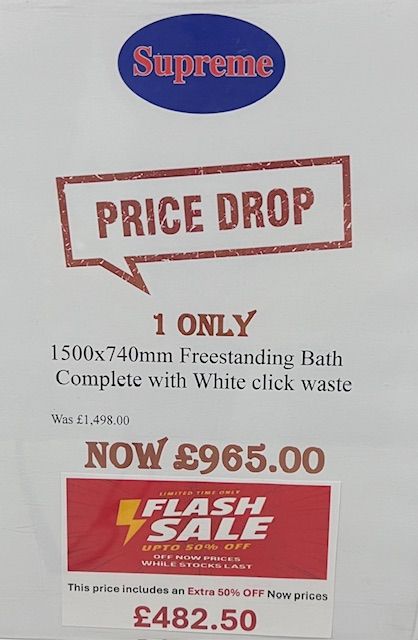 Supreme
PRICE DROP
1 ONLY
1500x740mm Freestanding Bath
Complete with White click waste
Was £1,498.00
NOW £965.00
LIMITED TIME ONLY
FLASH
SALE
UPTO 50% OFF
OFF NOW PRICES
WHILE STOCKS LAST
This price includes an Extra 50% OFF Now prices
£482.50